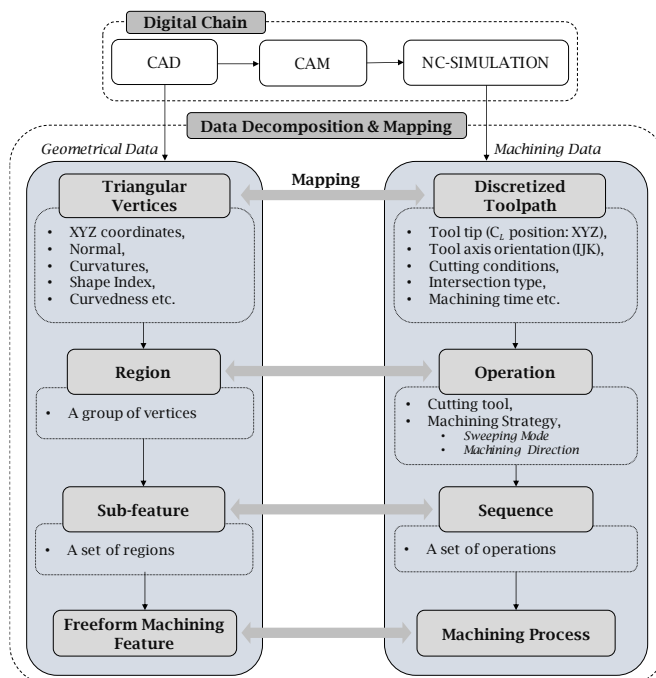 Digital Chain
CAD
CAM
NC-SIMULATION
Data Decomposition & Mapping
Geometrical Data
Machining Data
Triangular
Vertices
• XYZ coordinates,
• Normal,
• Curvatures,
• Shape Index,
• Curvedness etc.
Mapping
Discretized
Toolpath
• Tool tip (C_L position: XYZ),
• Tool axis orientation (IJK),
• Cutting conditions,
• Intersection type,
• Machining time etc.
Region
• A group of vertices
Operation
• Cutting tool,
• Machining Strategy,
• Sweeping Mode
• Machining Direction
Sub-feature
• A set of regions
Sequence
• A set of operations
Freeform Machining
Feature
Machining Process